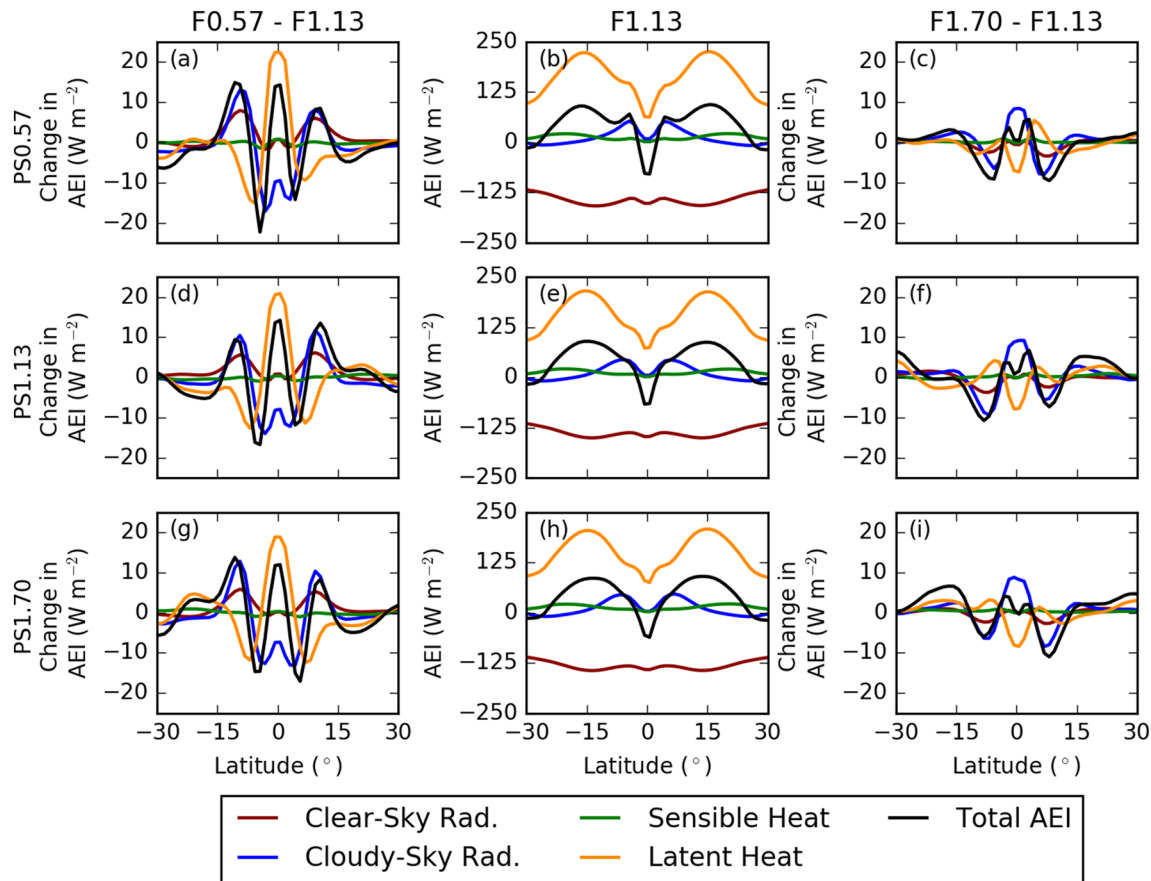 F0.57 - F1.13
F1.13
F1.70 - F1.13
PS0.57
Change in
AEI (W m−2)
20
10
0
−10
−20
(a)
AEI (W m−2)
250
125
0
−125
−250
(b)
Change in
AEI (W m−2)
20
10
0
−10
−20
(c)
PS1.13
Change in
AEI (W m−2)
20
10
0
−10
−20
(d)
AEI (W m−2)
250
125
0
−125
−250
(e)
Change in
AEI (W m−2)
20
10
0
−10
−20
(f)
PS1.70
Change in
AEI (W m−2)
20
10
0
−10
−20
(g)
AEI (W m−2)
250
125
0
−125
−250
(h)
Change in
AEI (W m−2)
20
10
0
−10
−20
(i)
−30 −15 0 15 30
−30 −15 0 15 30
−30 −15 0 15 30
Latitude (°)
Latitude (°)
Latitude (°)
Clear-Sky Rad.
Sensible Heat
Total AEI
Cloudy-Sky Rad.
Latent Heat